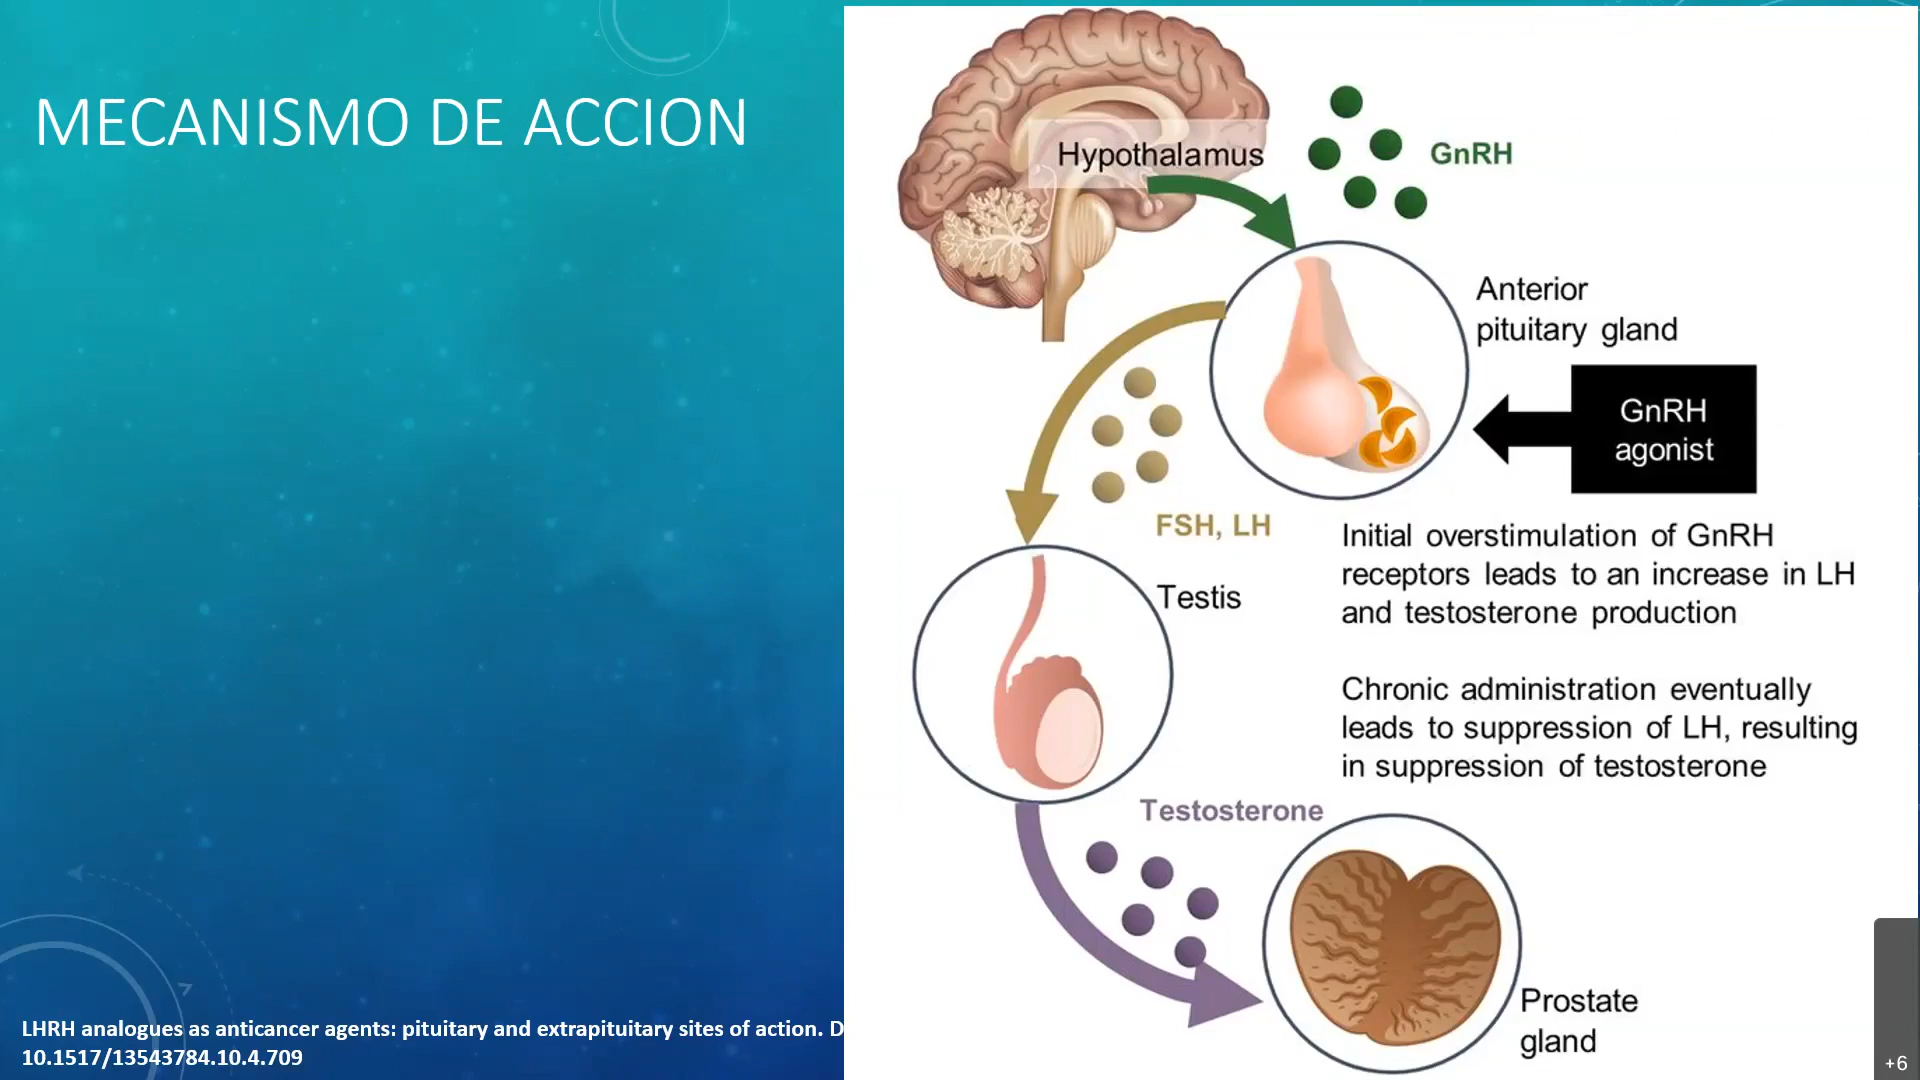 MECANISMO DE ACCION
Hypothalamus
GnRH
Anterior
pituitary gland
GnRH
agonist
FSH, LH
Testis
Initial overstimulation of GnRH
receptors leads to an increase in LH
and testosterone production
Chronic administration eventually
leads to suppression of LH, resulting
in suppression of testosterone
Testosterone
Prostate
gland
LHRH analogues as anticancer agents: pituitary and extrapituitary sites of action. D
10.1517/13543784.10.4.709
+6